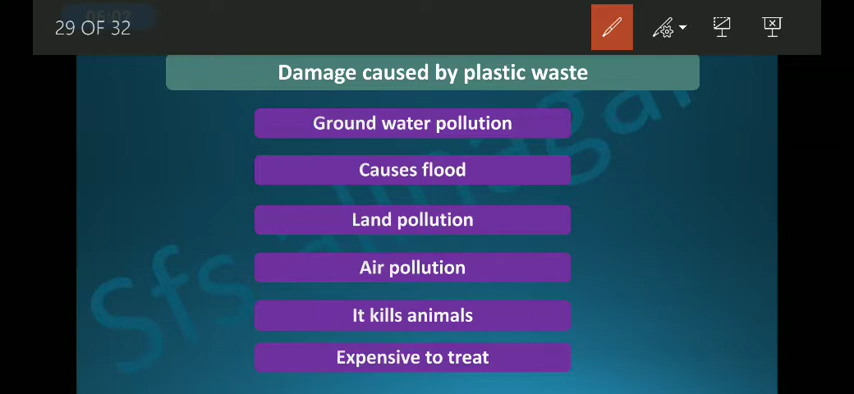 29 OF 32
Damage caused by plastic waste
Ground water pollution
Causes flood
Land pollution
Air pollution
It kills animals
Expensive to treat